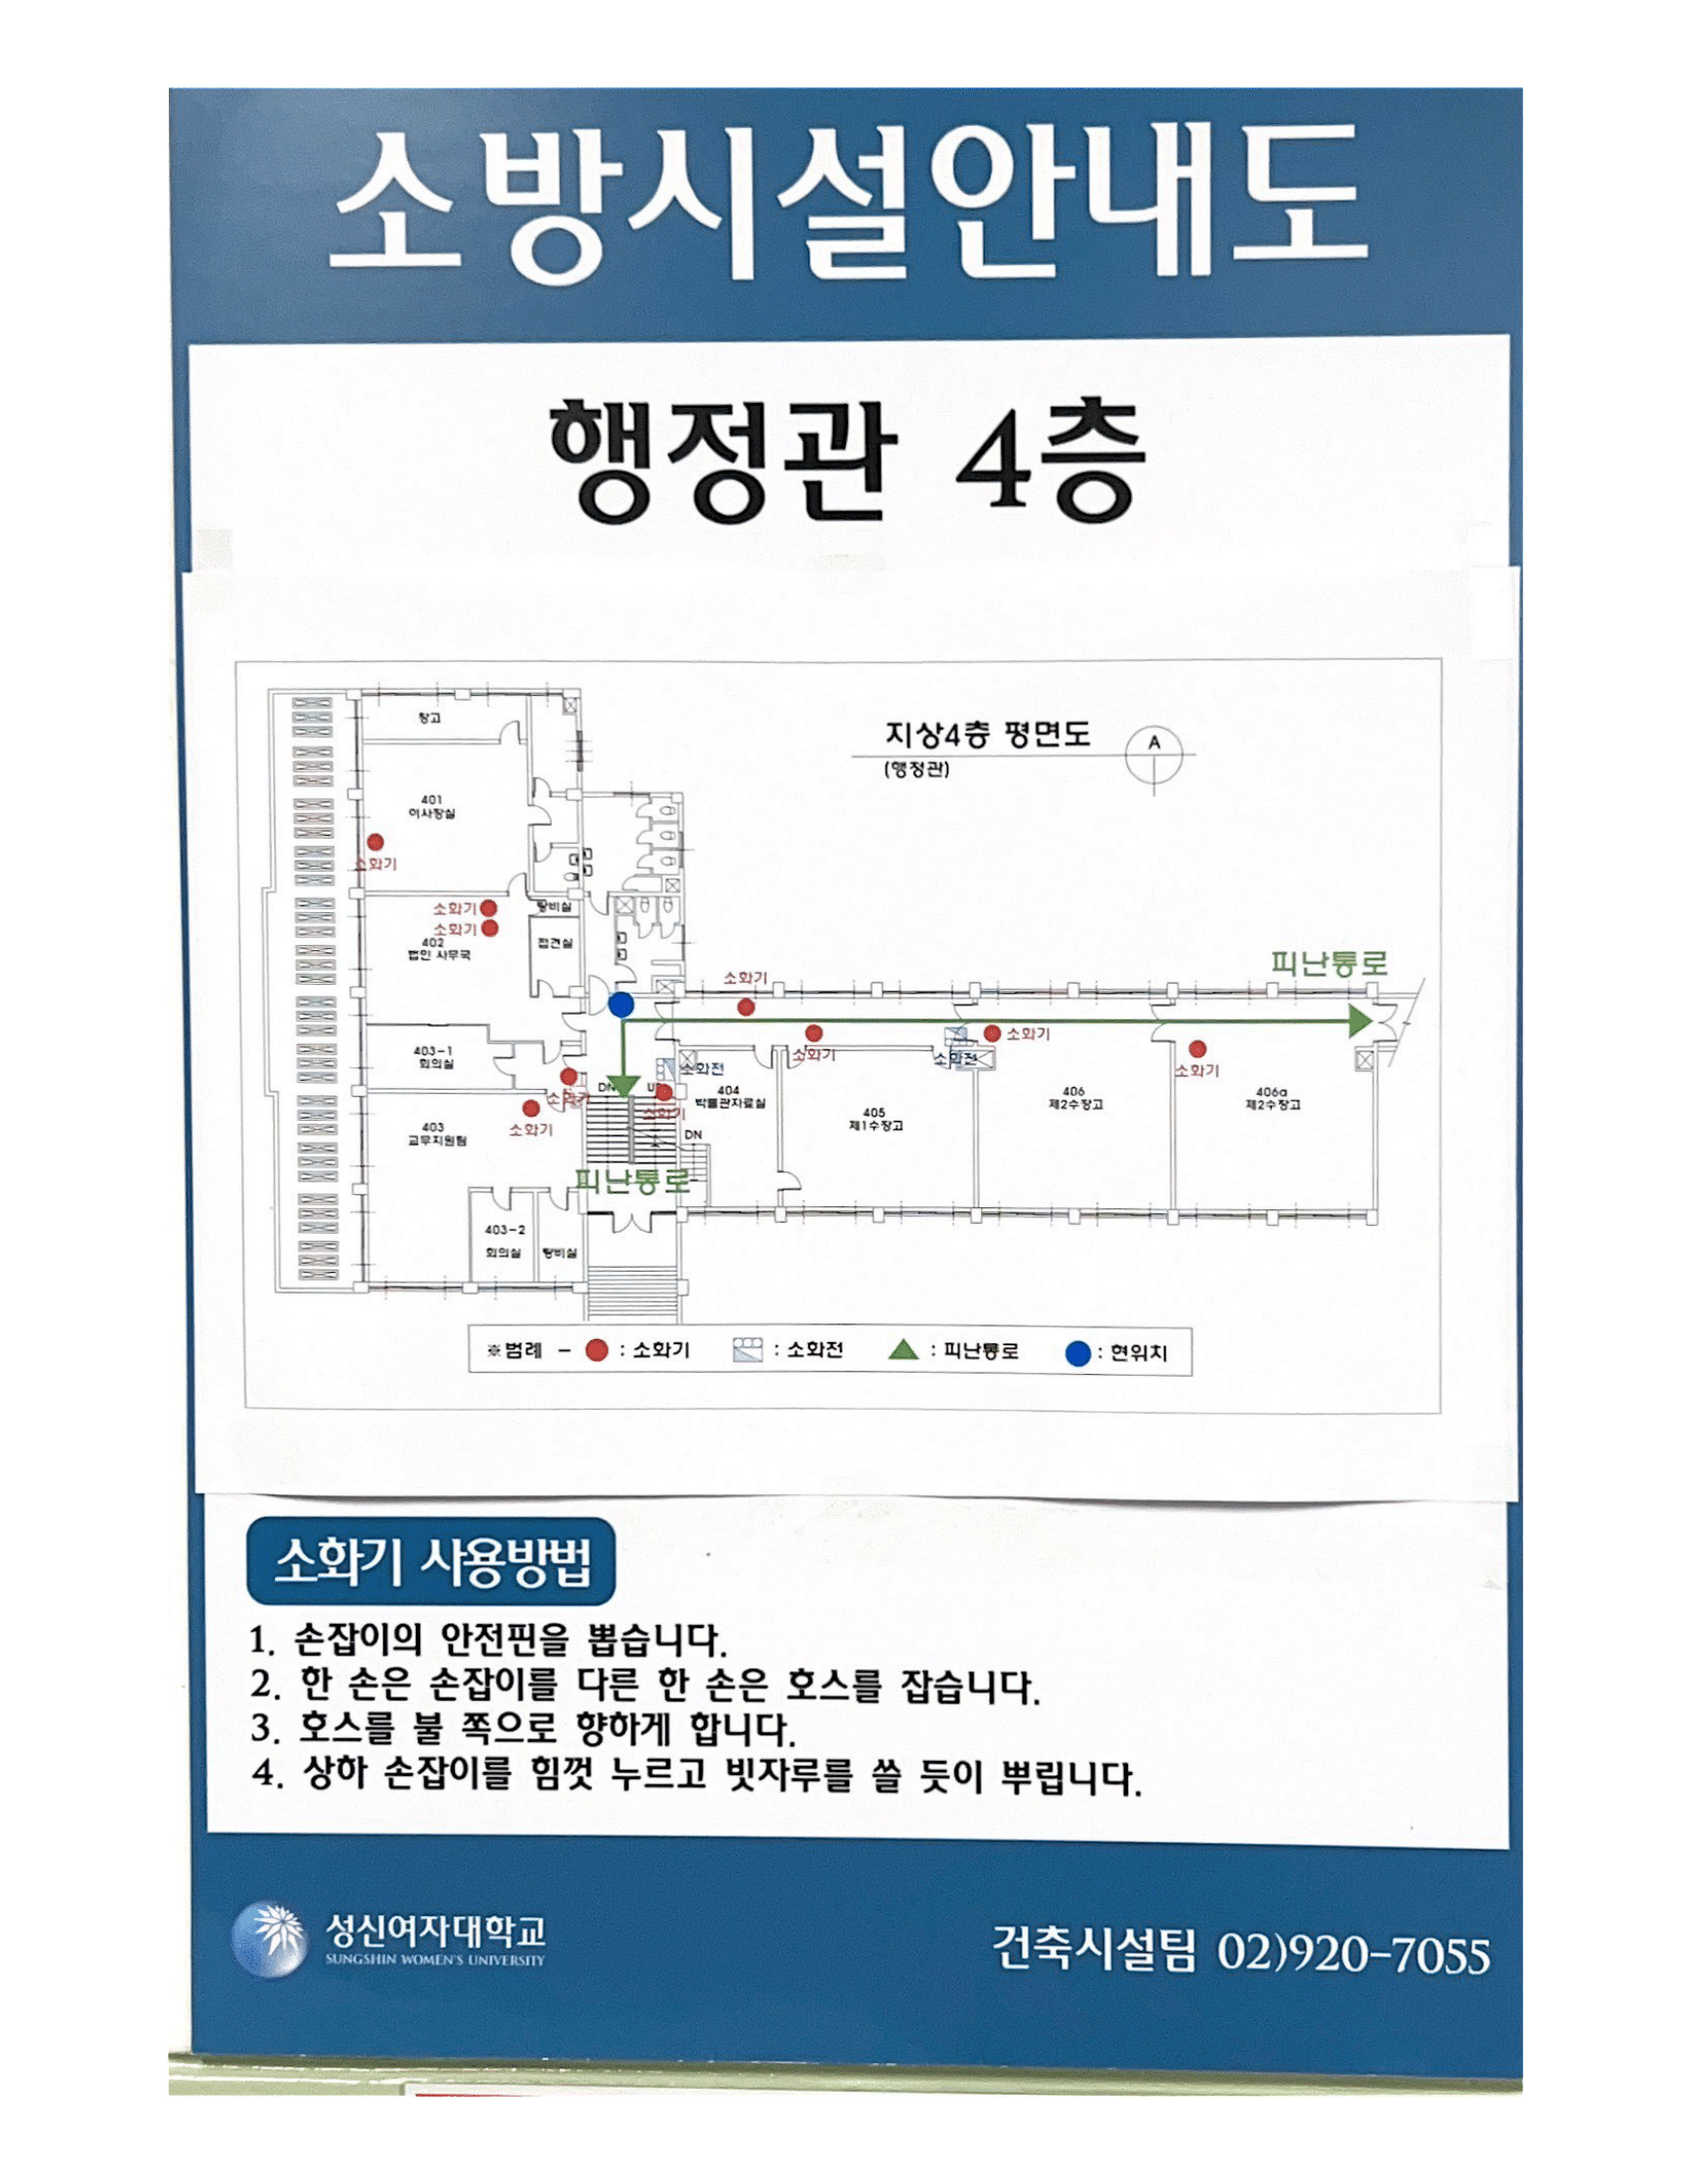 소방시설안내도
행정관 4층
지상4층 평면도
(행정관)
A
창고
401
이사장실
소화기
소화기
탕비실
소화기
402
법인 사무국
접견실
피난통로
소화기
소화기
소화기
소화전
소화기
403-1
회의실
소화전
소화기
DN
UP
소화기
소화기
404
박물관자료실
405
제1수장고
406
제2수장고
406a
제2수장고
403
교무지원팀
DN
피난통로
403-2
회의실
탕비실
※범례 - : 소화기 : 소화전 : 피난통로 : 현위치
소화기 사용방법
1. 손잡이의 안전핀을 뽑습니다.
2. 한 손은 손잡이를 다른 한 손은 호스를 잡습니다.
3. 호스를 불 쪽으로 향하게 합니다.
4. 상하 손잡이를 힘껏 누르고 빗자루를 쓸 듯이 뿌립니다.
성신여자대학교
SUNGSHIN WOMEN'S UNIVERSITY
건축시설팀 02)920-7055